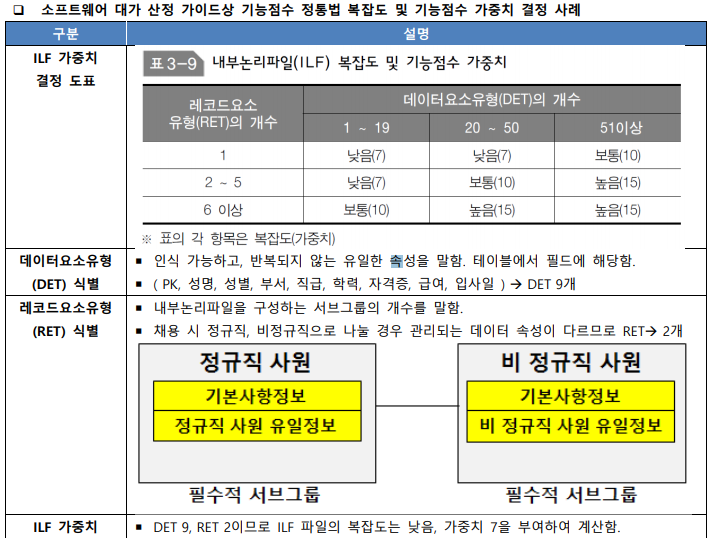 ❑ 소프트웨어 대가 산정 가이드상 기능점수 정통법 복잡도 및 기능점수 가중치 결정 사례
구분 설명
ILF 가중치
결정 도표
표 3-9 내부논리파일(ILF) 복잡도 및 기능점수 가중치
레코드요소
유형(RET)의 개수
데이터요소유형(DET)의 개수
1 ~ 19 20 ~ 50 51이상
1 낮음(7) 낮음(7) 보통(10)
2 ~ 5 낮음(7) 보통(10) 높음(15)
6 이상 보통(10) 높음(15) 높음(15)
※ 표의 각 항목은 복잡도(가중치)
데이터요소유형
(DET) 식별
▪ 인식 가능하고, 반복되지 않는 유일한 속성을 말함. 테이블에서 필드에 해당함.
▪ ( PK, 성명, 성별, 부서, 직급, 학력, 자격증, 급여, 입사일 ) → DET 9개
레코드요소유형
(RET) 식별
▪ 내부논리파일을 구성하는 서브그룹의 개수를 말함.
▪ 채용 시 정규직, 비정규직으로 나눌 경우 관리되는 데이터 속성이 다르므로 RET→ 2개
정규직 사원
기본사항정보
정규직 사원 유일정보
필수적 서브그룹
비 정규직 사원
기본사항정보
비 정규직 사원 유일정보
필수적 서브그룹
ILF 가중치
▪ DET 9, RET 2이므로 ILF 파일의 복잡도는 낮음, 가중치 7을 부여하여 계산함.